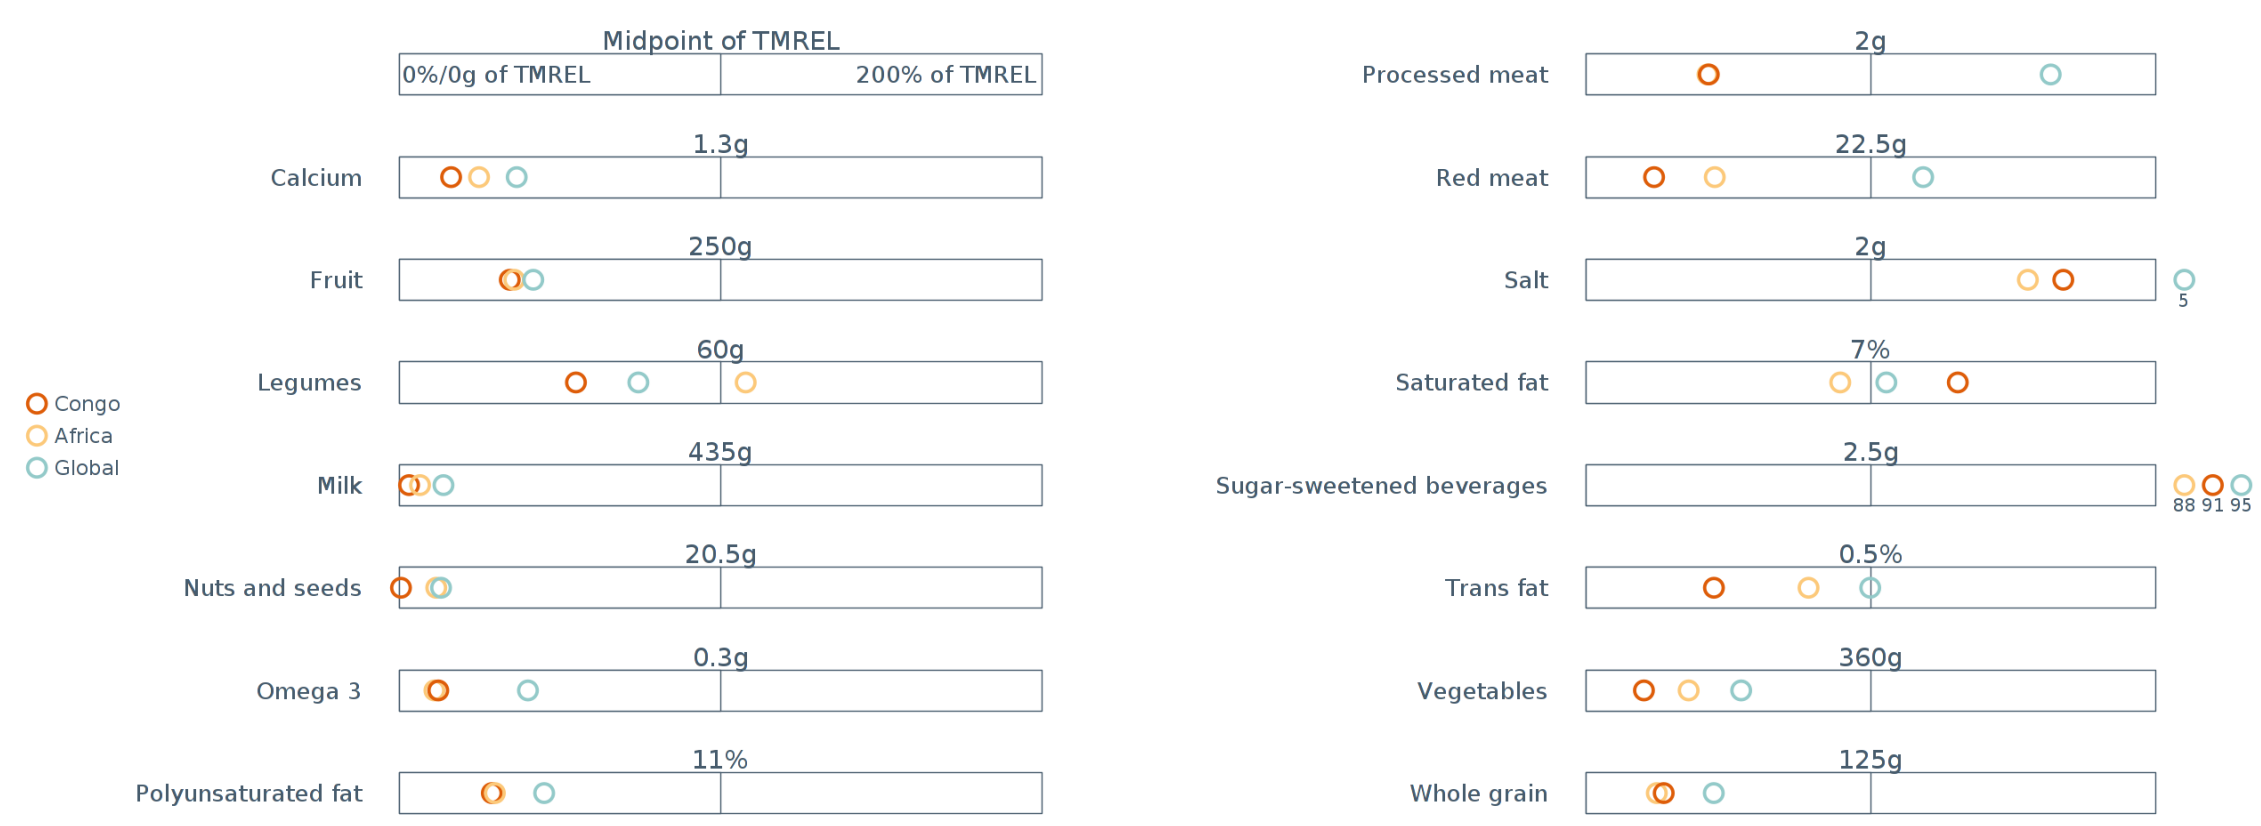 Midpoint of TMREL
0%/0g of TMREL
200% of TMREL
1.3g
Calcium
250g
Fruit
60g
Legumes
435g
Milk
20.5g
Nuts and seeds
0.3g
Omega 3
11%
Polyunsaturated fat
Congo
Africa
Global
2g
Processed meat
22.5g
Red meat
2g
Salt
5
7%
Saturated fat
2.5g
Sugar-sweetened beverages
88 91 95
0.5%
Trans fat
360g
Vegetables
125g
Whole grain